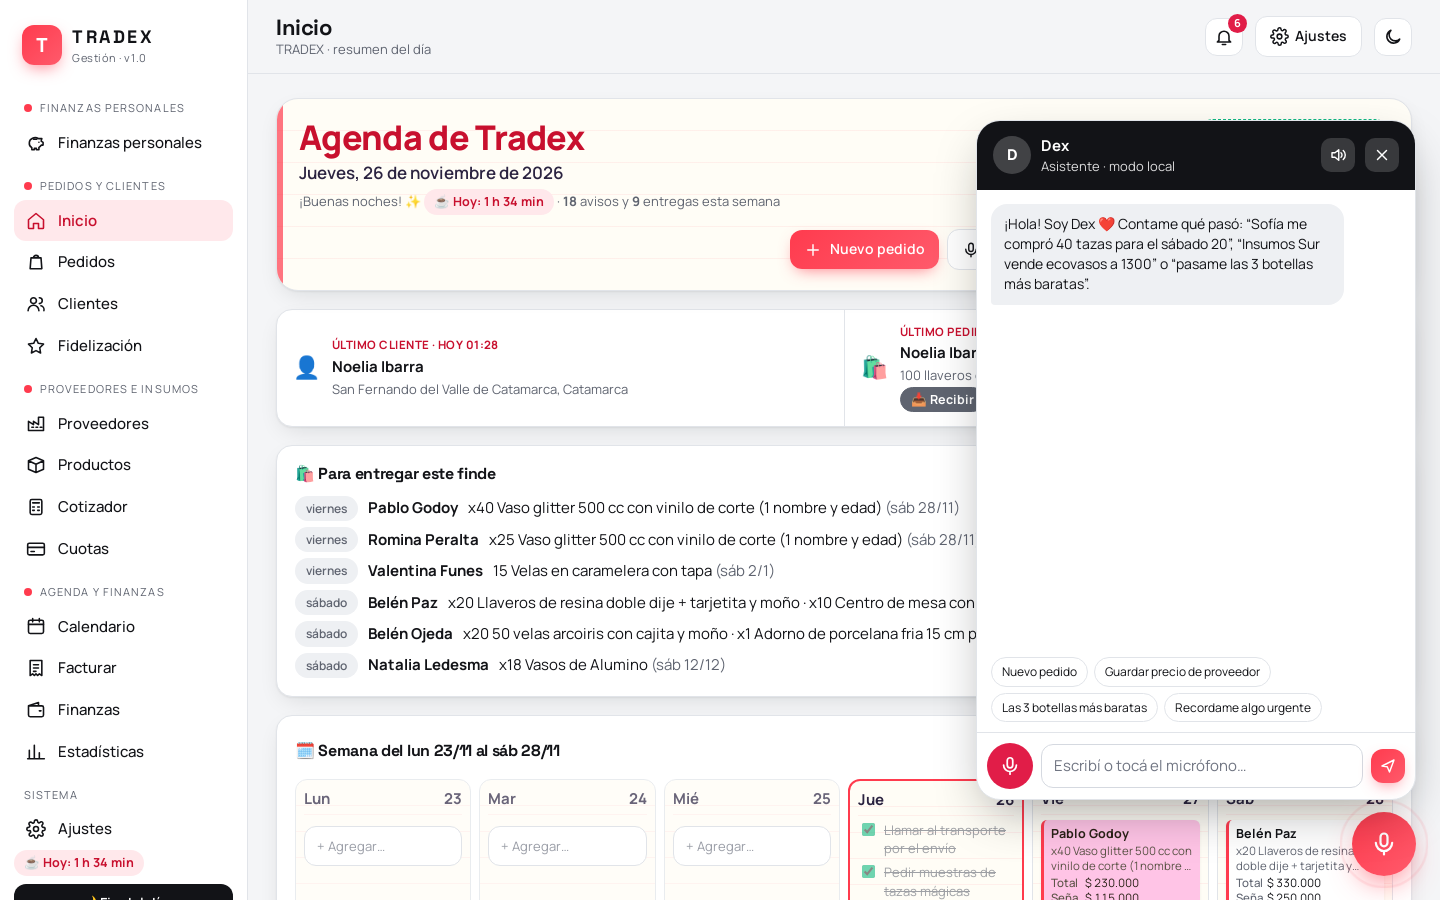 T
TRADEX
Gestión · v1.0
FINANZAS PERSONALES
Finanzas personales
PEDIDOS Y CLIENTES
Inicio
Pedidos
Clientes
Fidelización
PROVEEDORES E INSUMOS
Proveedores
Productos
Cotizador
Cuotas
AGENDA Y FINANZAS
Calendario
Facturar
Finanzas
Estadísticas
SISTEMA
Ajustes
☕ Hoy: 1 h 34 min
Inicio
TRADEX · resumen del día
6
Ajustes
Agenda de Tradex
Jueves, 26 de noviembre de 2026
¡Buenas noches! ✨ ☕ Hoy: 1 h 34 min · 18 avisos y 9 entregas esta semana
Nuevo pedido
ÚLTIMO CLIENTE · HOY 01:28
Noelia Ibarra
San Fernando del Valle de Catamarca, Catamarca
ÚLTIMO
Noelia
100 llaveros
Recibir
🛍️ Para entregar este finde
viernes Pablo Godoy x40 Vaso glitter 500 cc con vinilo de corte (1 nombre y edad) (sáb 28/11)
viernes Romina Peralta x25 Vaso glitter 500 cc con vinilo de corte (1 nombre y edad) (sáb 28/11
viernes Valentina Funes 15 Velas en caramelera con tapa (sáb 2/1)
sábado Belén Paz x20 Llaveros de resina doble dije + tarjetita y moño · x10 Centro de mesa con
sábado Belén Ojeda x20 50 velas arcoiris con cajita y moño · x1 Adorno de porcelana fria 15 cm
sábado Natalia Ledesma x18 Vasos de Alumino (sáb 12/12)
🗓️ Semana del lun 23/11 al sáb 28/11
Lun 23
+ Agregar...
Mar 24
+ Agregar...
Mié 25
+ Agregar...
Jue 26
Llamar al transporte
por el envío
Pedir muestras de
tazas mágicas
Vie 27
Pablo Godoy
x40 Vaso glitter 500 cc con
vinilo de corte (1 nombre ...
Total $ 230.000
Seña $ 115.000
Sáb 28
Belén Paz
x20 Llaveros de resina
doble dije + tarjetita y...
Total $ 330.000
Seña $ 250.000
D
Dex
Asistente · modo local
¡Hola! Soy Dex ❤️ Contame qué pasó: “Sofía me
compró 40 tazas para el sábado 20”, “Insumos Sur
vende ecovasos a 1300” o “pasame las 3 botellas
más baratas”.
Nuevo pedido
Guardar precio de proveedor
Las 3 botellas más baratas
Recordame algo urgente
Escribí o tocá el micrófono...